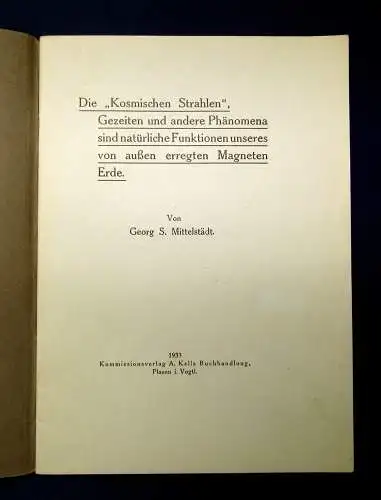 Die „Kosmischen Strahlen“,
Gezeiten und andere Phänomena
sind natürliche Funktionen unseres
von außen erregten Magneten
Erde.
Von
Georg S. Mittelstädt.
1933
Kommissionsverlag A. Kells Buchhandlung,
Plauen i. Vogtl.